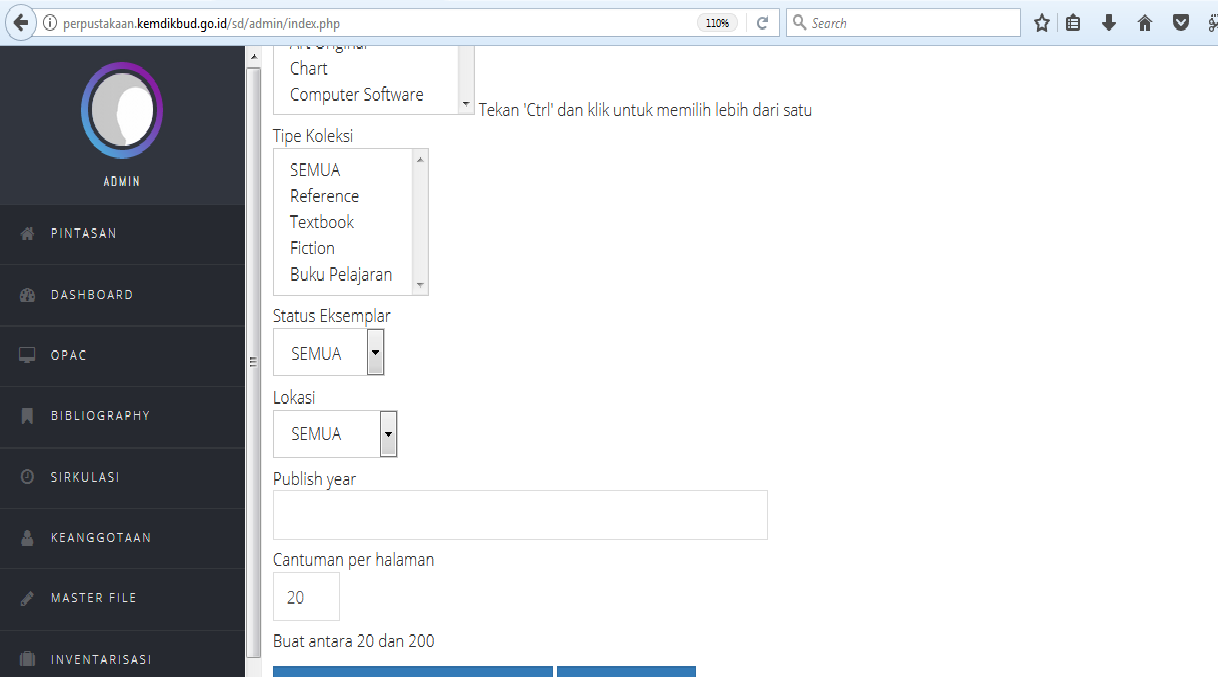 perpustakaan.kemdikbud.go.id/sd/admin/index.php
110%
Search
ADMIN
PINTASAN
DASHBOARD
OPAC
BIBLIOGRAPHY
SIRKULASI
KEANGGOTAAN
MASTER FILE
INVENTARISASI
Art Original
Chart
Computer Software
Tekan 'Ctrl' dan klik untuk memilih lebih dari satu
Tipe Koleksi
SEMUA
Reference
Textbook
Fiction
Buku Pelajaran
Status Eksemplar
SEMUA
Lokasi
SEMUA
Publish year
Cantuman per halaman
20
Buat antara 20 dan 200